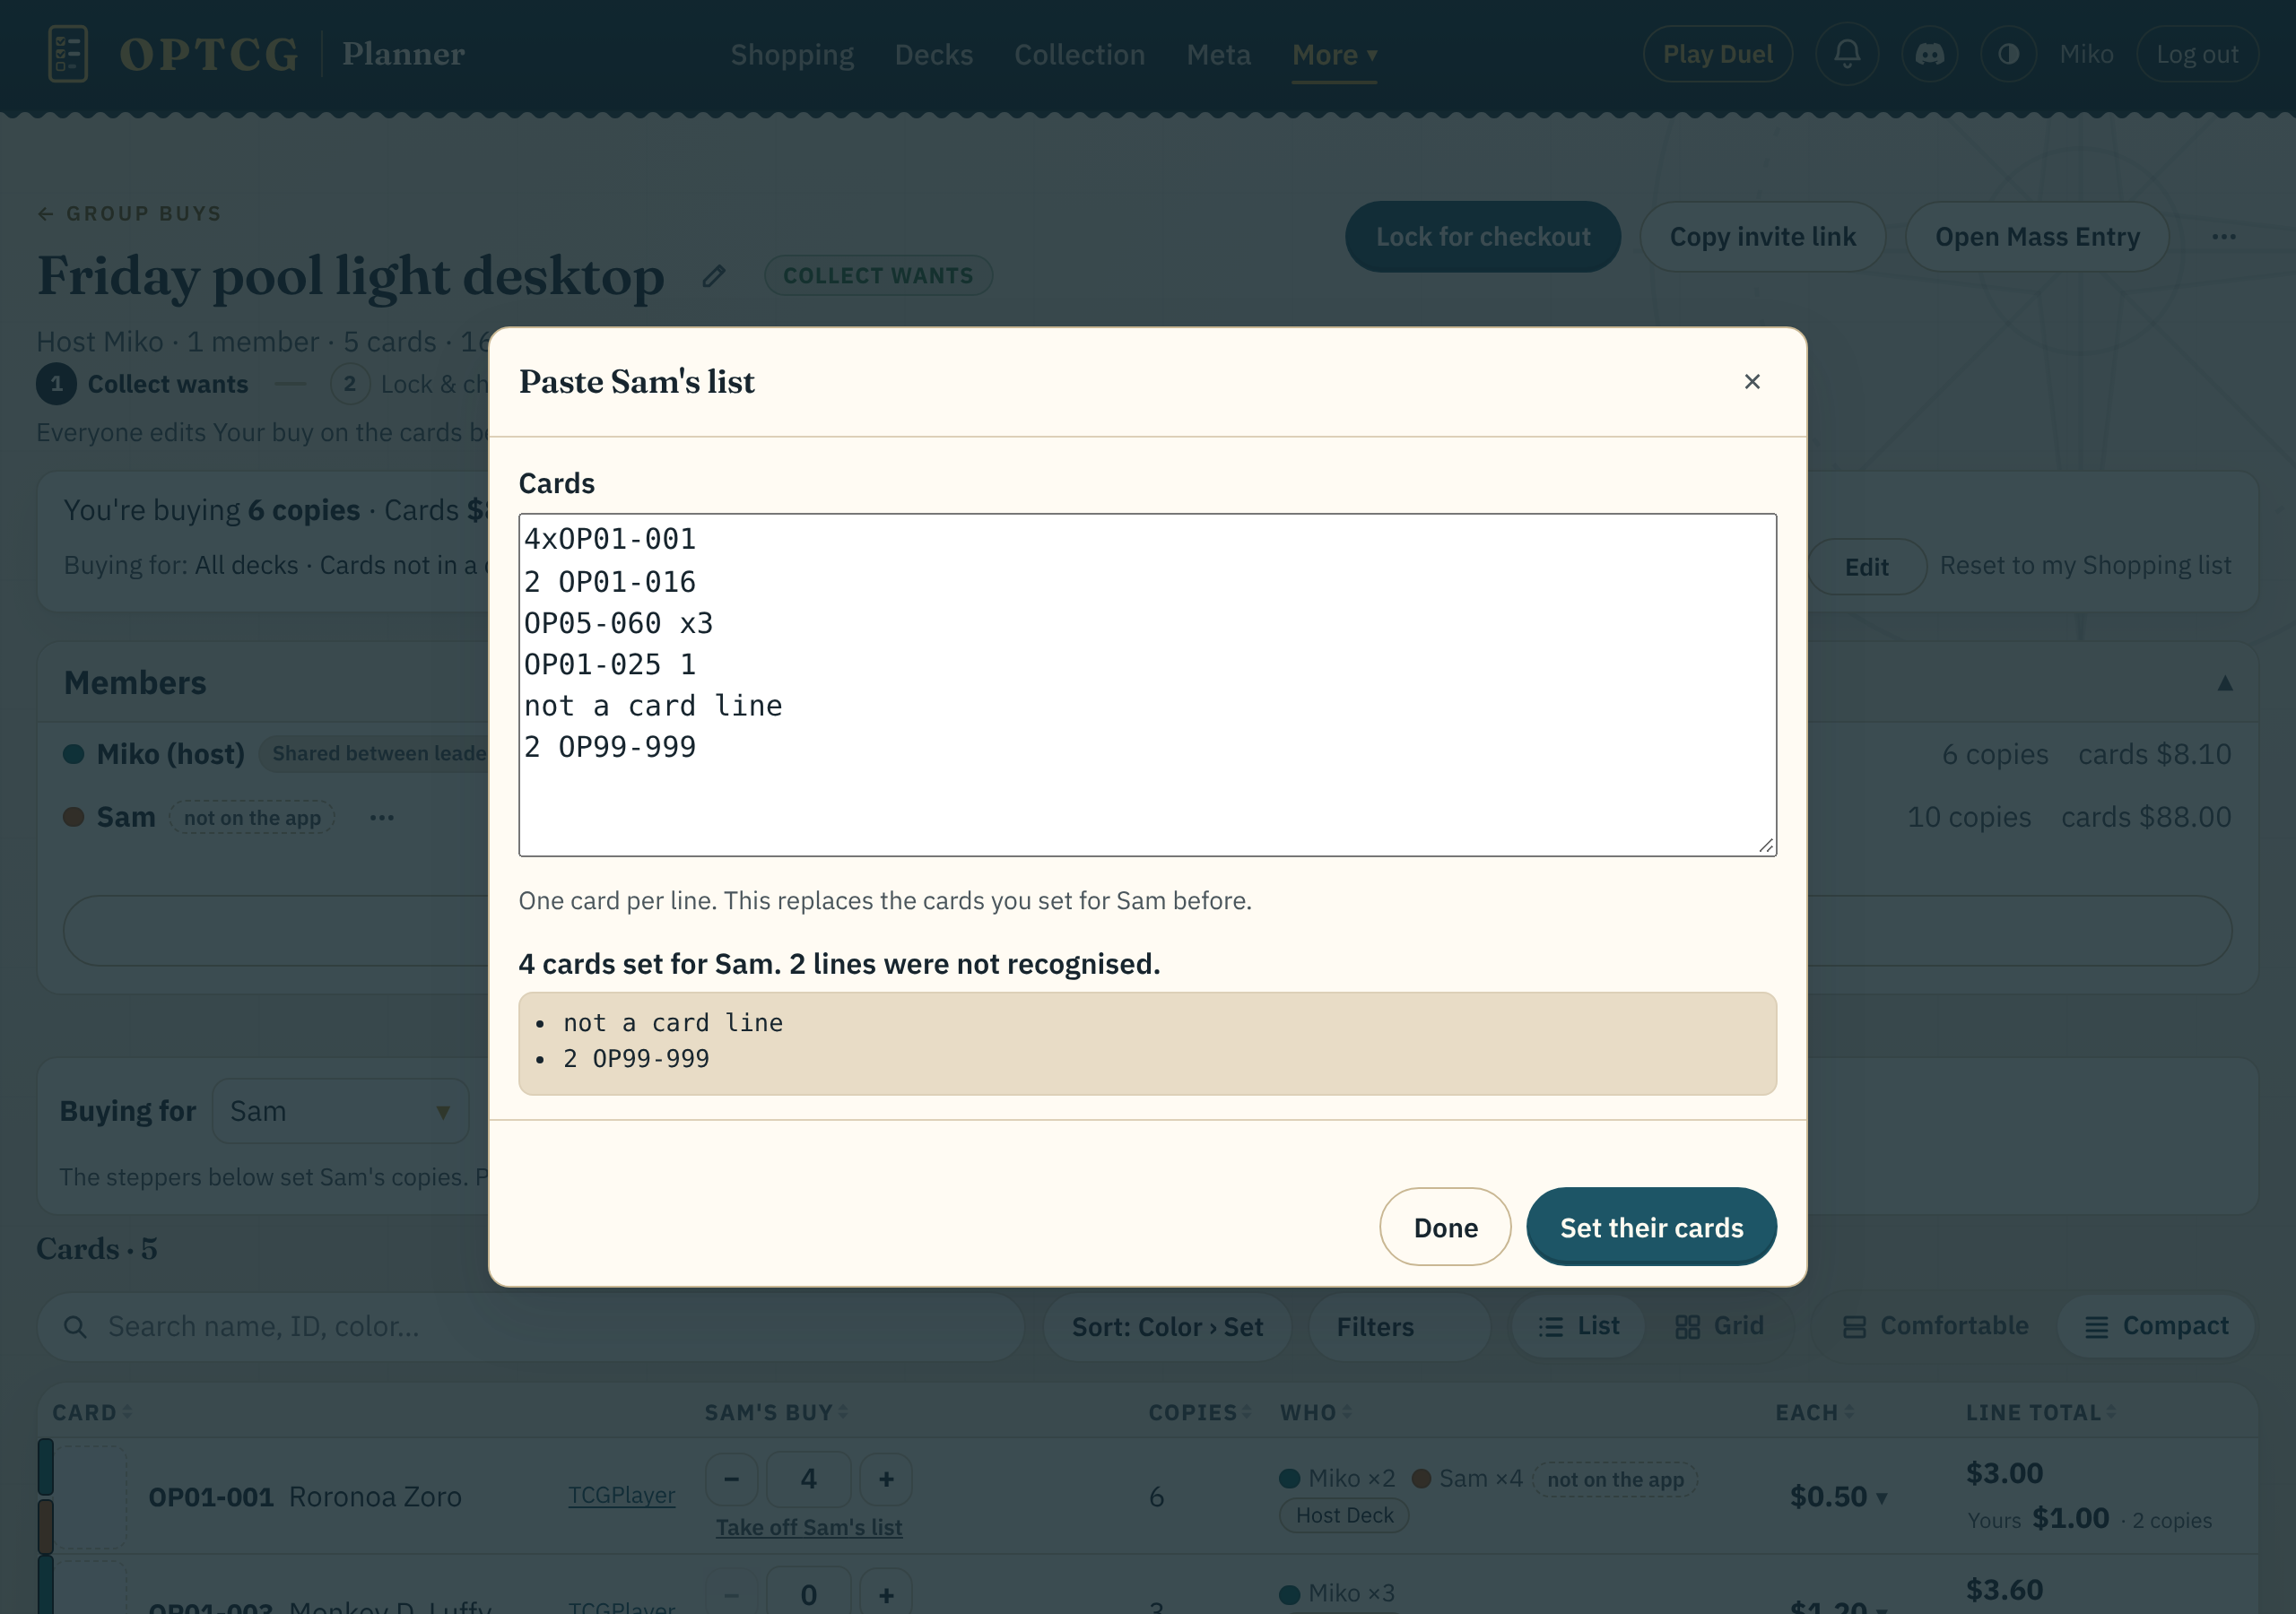 OPTCG Planner Shopping Decks Collection Meta More ▾ Play Duel Miko Log out
← GROUP BUYS
Friday pool light desktop COLLECT WANTS Lock for checkout Copy invite link Open Mass Entry ...
Host Miko · 1 member · 5 cards · 16
1 Collect wants — 2 Lock & ch
Everyone edits Your buy on the cards be
You're buying 6 copies · Cards $8
Buying for: All decks · Cards not in a d Edit Reset to my Shopping list
Members ▲
Miko (host) Shared between leade 6 copies cards $8.10
Sam not on the app ... 10 copies cards $88.00
Paste Sam's list ×
Cards
4xOP01-001
2 OP01-016
OP05-060 x3
OP01-025 1
not a card line
2 OP99-999
One card per line. This replaces the cards you set for Sam before.
4 cards set for Sam. 2 lines were not recognised.
• not a card line
• 2 OP99-999
Done Set their cards
Buying for Sam ▼
The steppers below set Sam's copies. P
Cards · 5
Search name, ID, color... Sort: Color › Set Filters List Grid Comfortable Compact
CARD SAM'S BUY COPIES WHO EACH LINE TOTAL
OP01-001 Roronoa Zoro TCGPlayer − 4 + 6 Miko ×2 Sam ×4 not on the app $0.50 ▾ $3.00
Take off Sam's list Host Deck Yours $1.00 · 2 copies
OP01-003 Monkey D. Luffy TCGPlayer − 0 + 3 Miko ×3 $1.20 ▾ $3.60